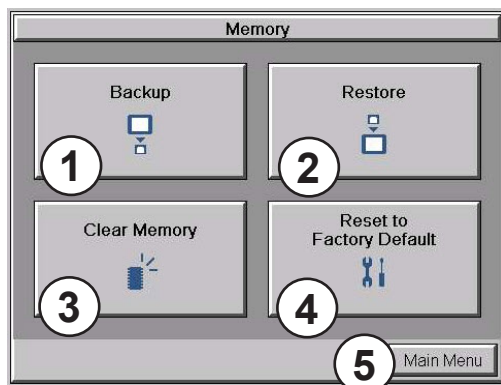 Memory
Backup
1
Restore
2
Clear Memory
3
Reset to
Factory Default
4
5
Main Menu